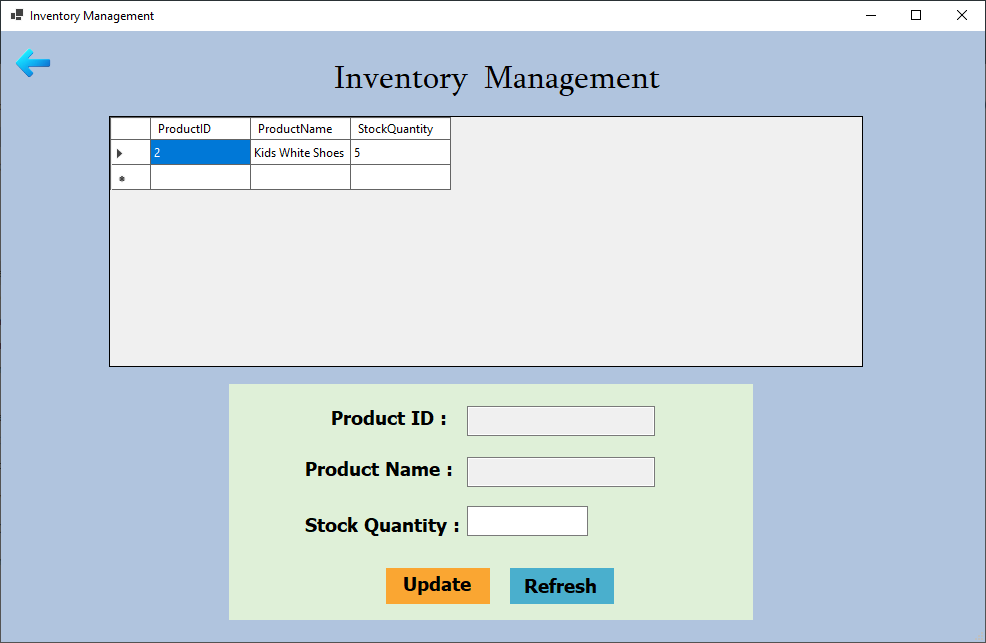 Inventory Management
Inventory Management
ProductID ProductName StockQuantity
2 Kids White Shoes 5
Product ID :
Product Name :
Stock Quantity :
Update Refresh